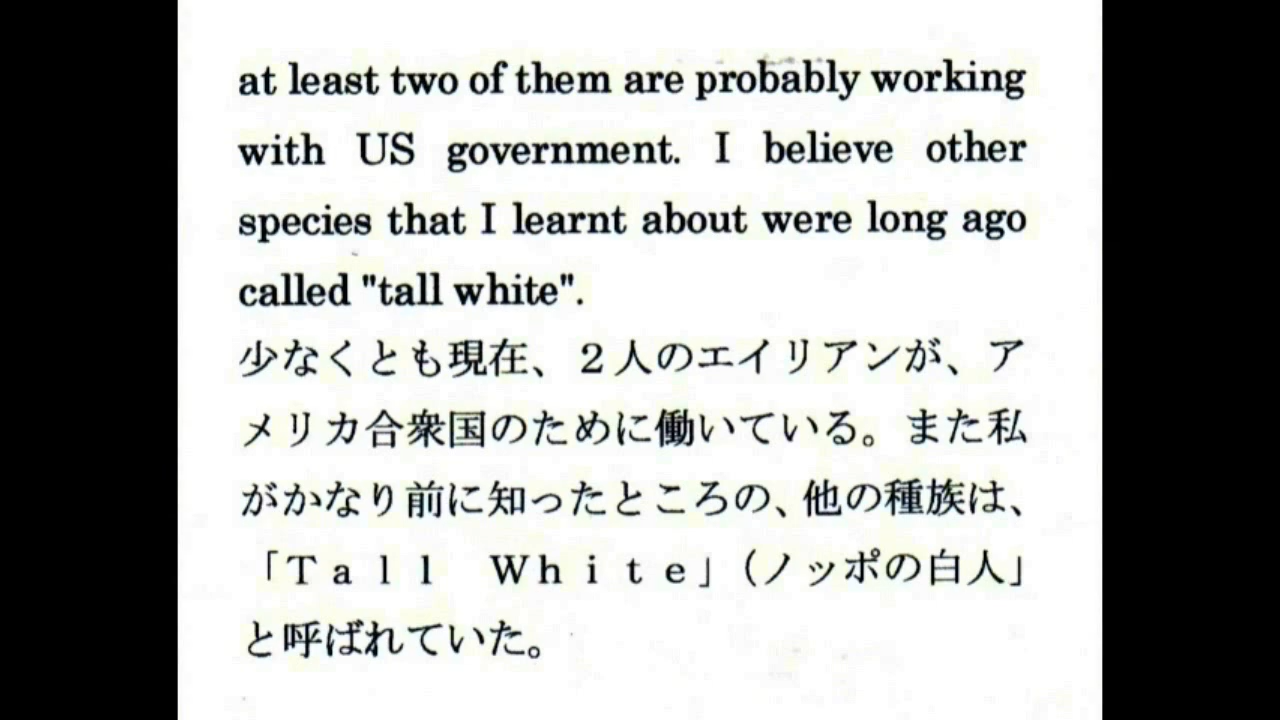 at least two of them are probably working
with US government. I believe other
species that I learnt about were long ago
called "tall white".
少なくとも現在、２人のエイリアンが、ア
メリカ合衆国のために働いている。また私
がかなり前に知ったところの、他の種族は、
「Ｔａｌｌ　Ｗｈｉｔｅ」（ノッポの白人」
と呼ばれていた。